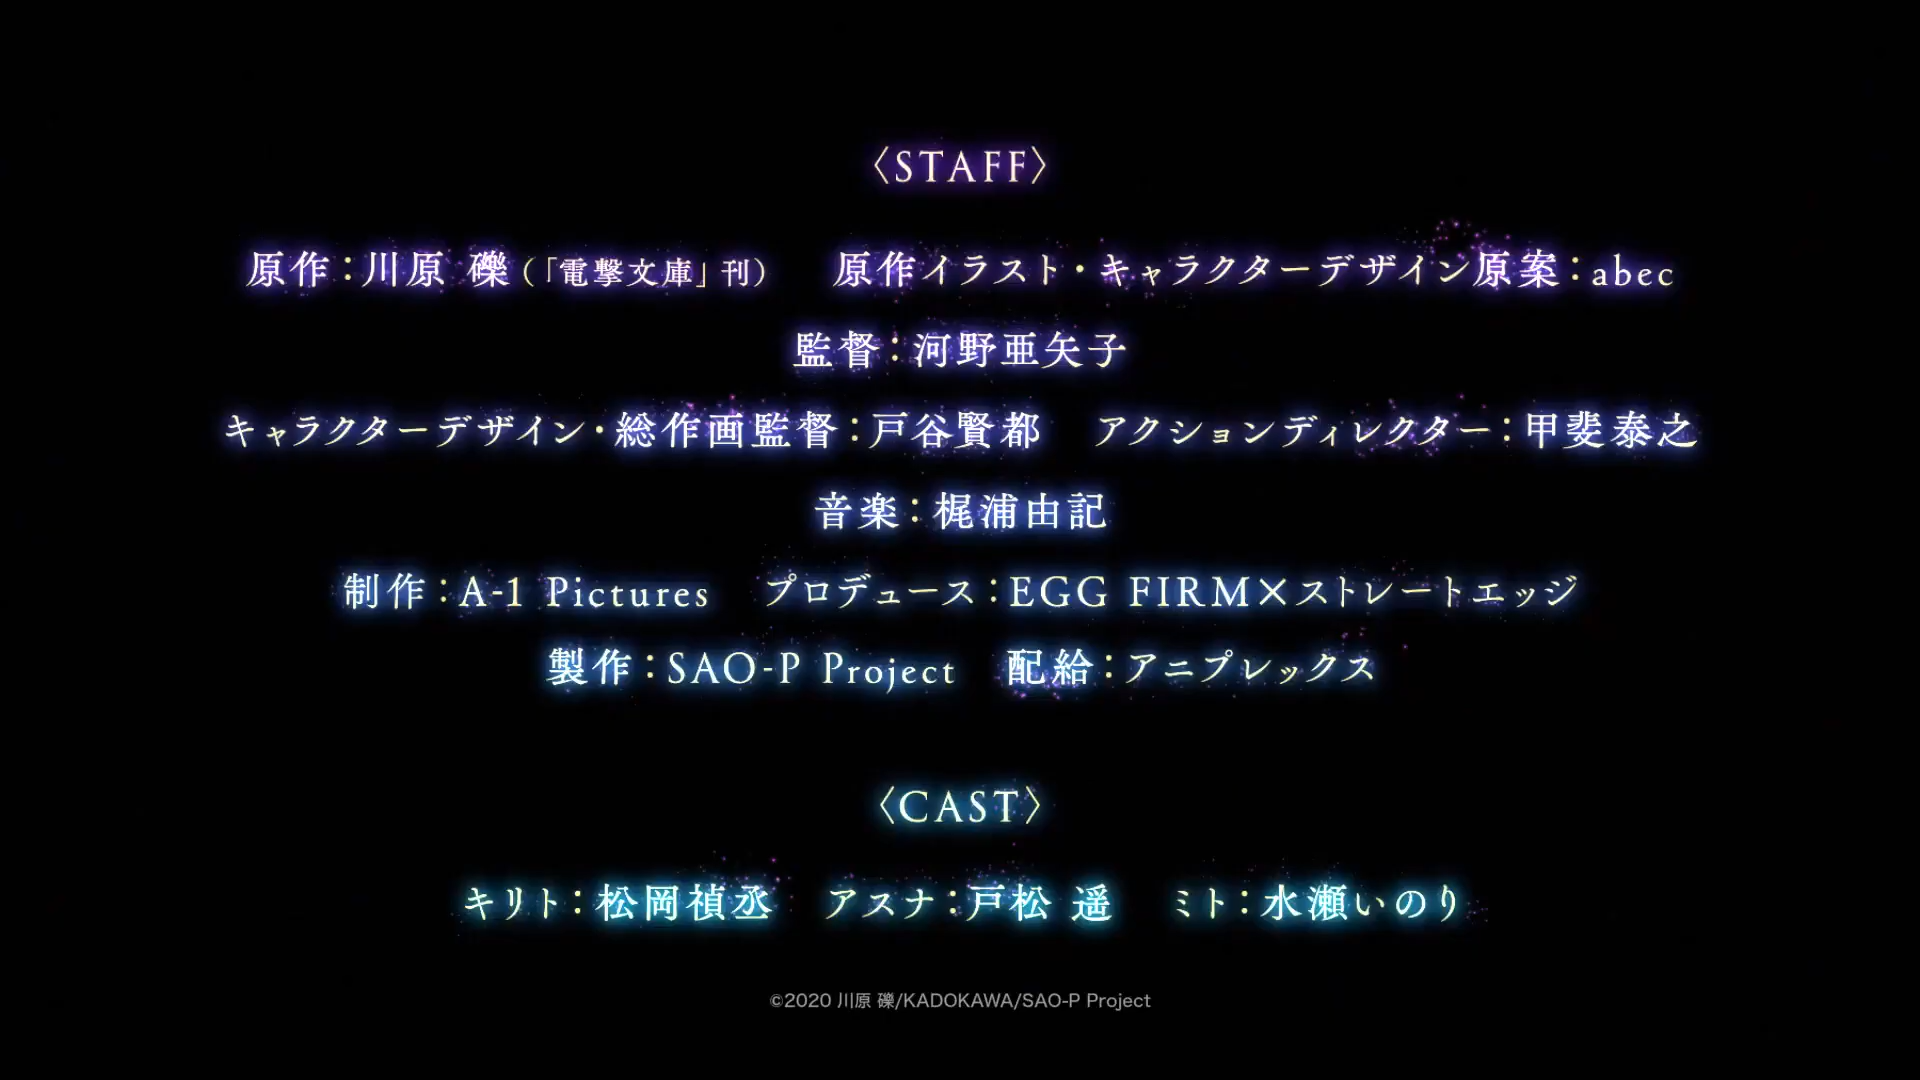 〈STAFF〉
原作：川原 礫（「電撃文庫」刊）　原作イラスト・キャラクターデザイン原案：abec
監督：河野亜矢子
キャラクターデザイン・総作画監督：戸谷賢都　アクションディレクター：甲斐泰之
音楽：梶浦由記
制作：A-1 Pictures　プロデュース：EGG FIRM×ストレートエッジ
製作：SAO-P Project　配給：アニプレックス
〈CAST〉
キリト：松岡禎丞　アスナ：戸松 遥　ミト：水瀬いのり
©2020 川原 礫/KADOKAWA/SAO-P Project